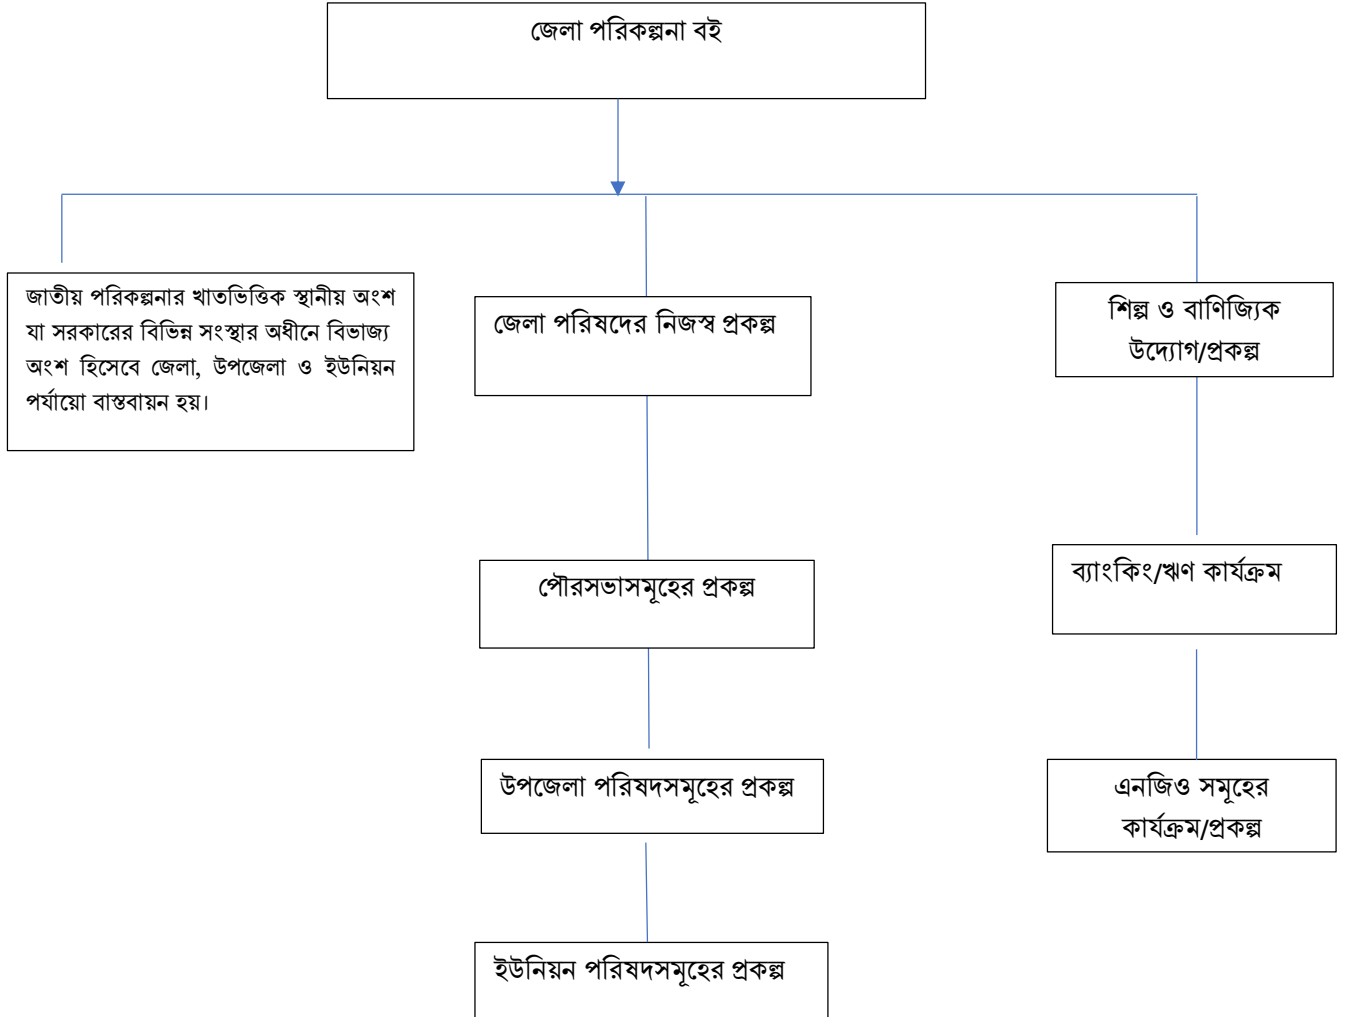 জেলা পরিকল্পনা বই
জাতীয় পরিকল্পনার খাতভিত্তিক স্থানীয় অংশ
যা সরকারের বিভিন্ন সংস্থার অধীনে বিভাজ্য
অংশ হিসেবে জেলা, উপজেলা ও ইউনিয়ন
পর্যায়ো বাস্তবায়ন হয়।
জেলা পরিষদের নিজস্ব প্রকল্প
শিল্প ও বাণিজ্যিক
উদ্যোগ/প্রকল্প
পৌরসভাসমূহের প্রকল্প
ব্যাংকিং/ঋণ কার্যক্রম
উপজেলা পরিষদসমূহের প্রকল্প
এনজিও সমূহের
কার্যক্রম/প্রকল্প
ইউনিয়ন পরিষদসমূহের প্রকল্প